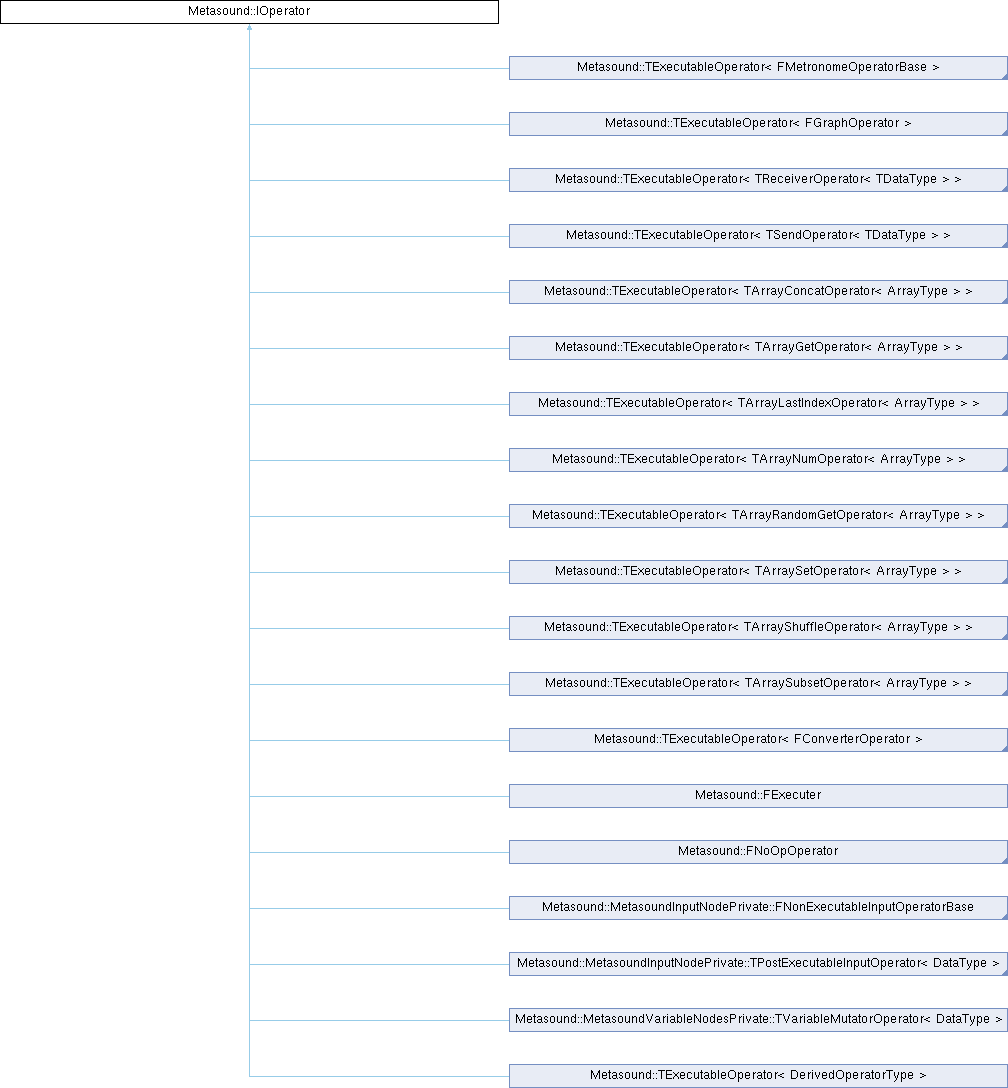 Metasound::IOperator
Metasound::TExecutableOperator< FMetronomeOperatorBase >
Metasound::TExecutableOperator< FGraphOperator >
Metasound::TExecutableOperator< TReceiverOperator< TDataType > >
Metasound::TExecutableOperator< TSendOperator< TDataType > >
Metasound::TExecutableOperator< TArrayConcatOperator< ArrayType > >
Metasound::TExecutableOperator< TArrayGetOperator< ArrayType > >
Metasound::TExecutableOperator< TArrayLastIndexOperator< ArrayType > >
Metasound::TExecutableOperator< TArrayNumOperator< ArrayType > >
Metasound::TExecutableOperator< TArrayRandomGetOperator< ArrayType > >
Metasound::TExecutableOperator< TArraySetOperator< ArrayType > >
Metasound::TExecutableOperator< TArrayShuffleOperator< ArrayType > >
Metasound::TExecutableOperator< TArraySubsetOperator< ArrayType > >
Metasound::TExecutableOperator< FConverterOperator >
Metasound::FExecuter
Metasound::FNoOpOperator
Metasound::MetasoundInputNodePrivate::FNonExecutableInputOperatorBase
Metasound::MetasoundInputNodePrivate::TPostExecutableInputOperator< DataType >
Metasound::MetasoundVariableNodesPrivate::TVariableMutatorOperator< DataType >
Metasound::TExecutableOperator< DerivedOperatorType >